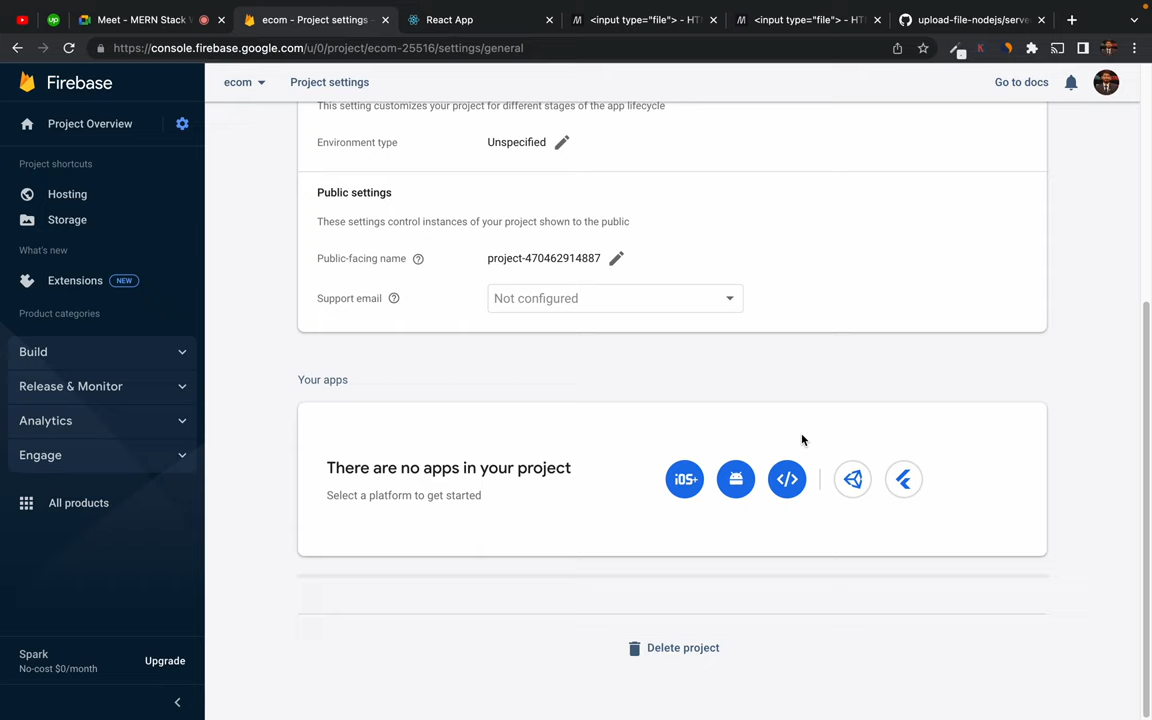 Meet - MERN Stack
ecom - Project settings
React App
<input type="file"> - HT
<input type="file"> - HT
upload-file-nodejs/serve
https://console.firebase.google.com/u/0/project/ecom-25516/settings/general
Firebase
ecom
Project settings
Go to docs
Project Overview
Project shortcuts
Hosting
Storage
What's new
Extensions
NEW
Product categories
Build
Release & Monitor
Analytics
Engage
All products
Spark
No-cost $0/month
Upgrade
This setting customizes your project for different stages of the app lifecycle
Environment type
Unspecified
Public settings
These settings control instances of your project shown to the public
Public-facing name
project-470462914887
Support email
Not configured
Your apps
There are no apps in your project
Select a platform to get started
iOS+
Delete project